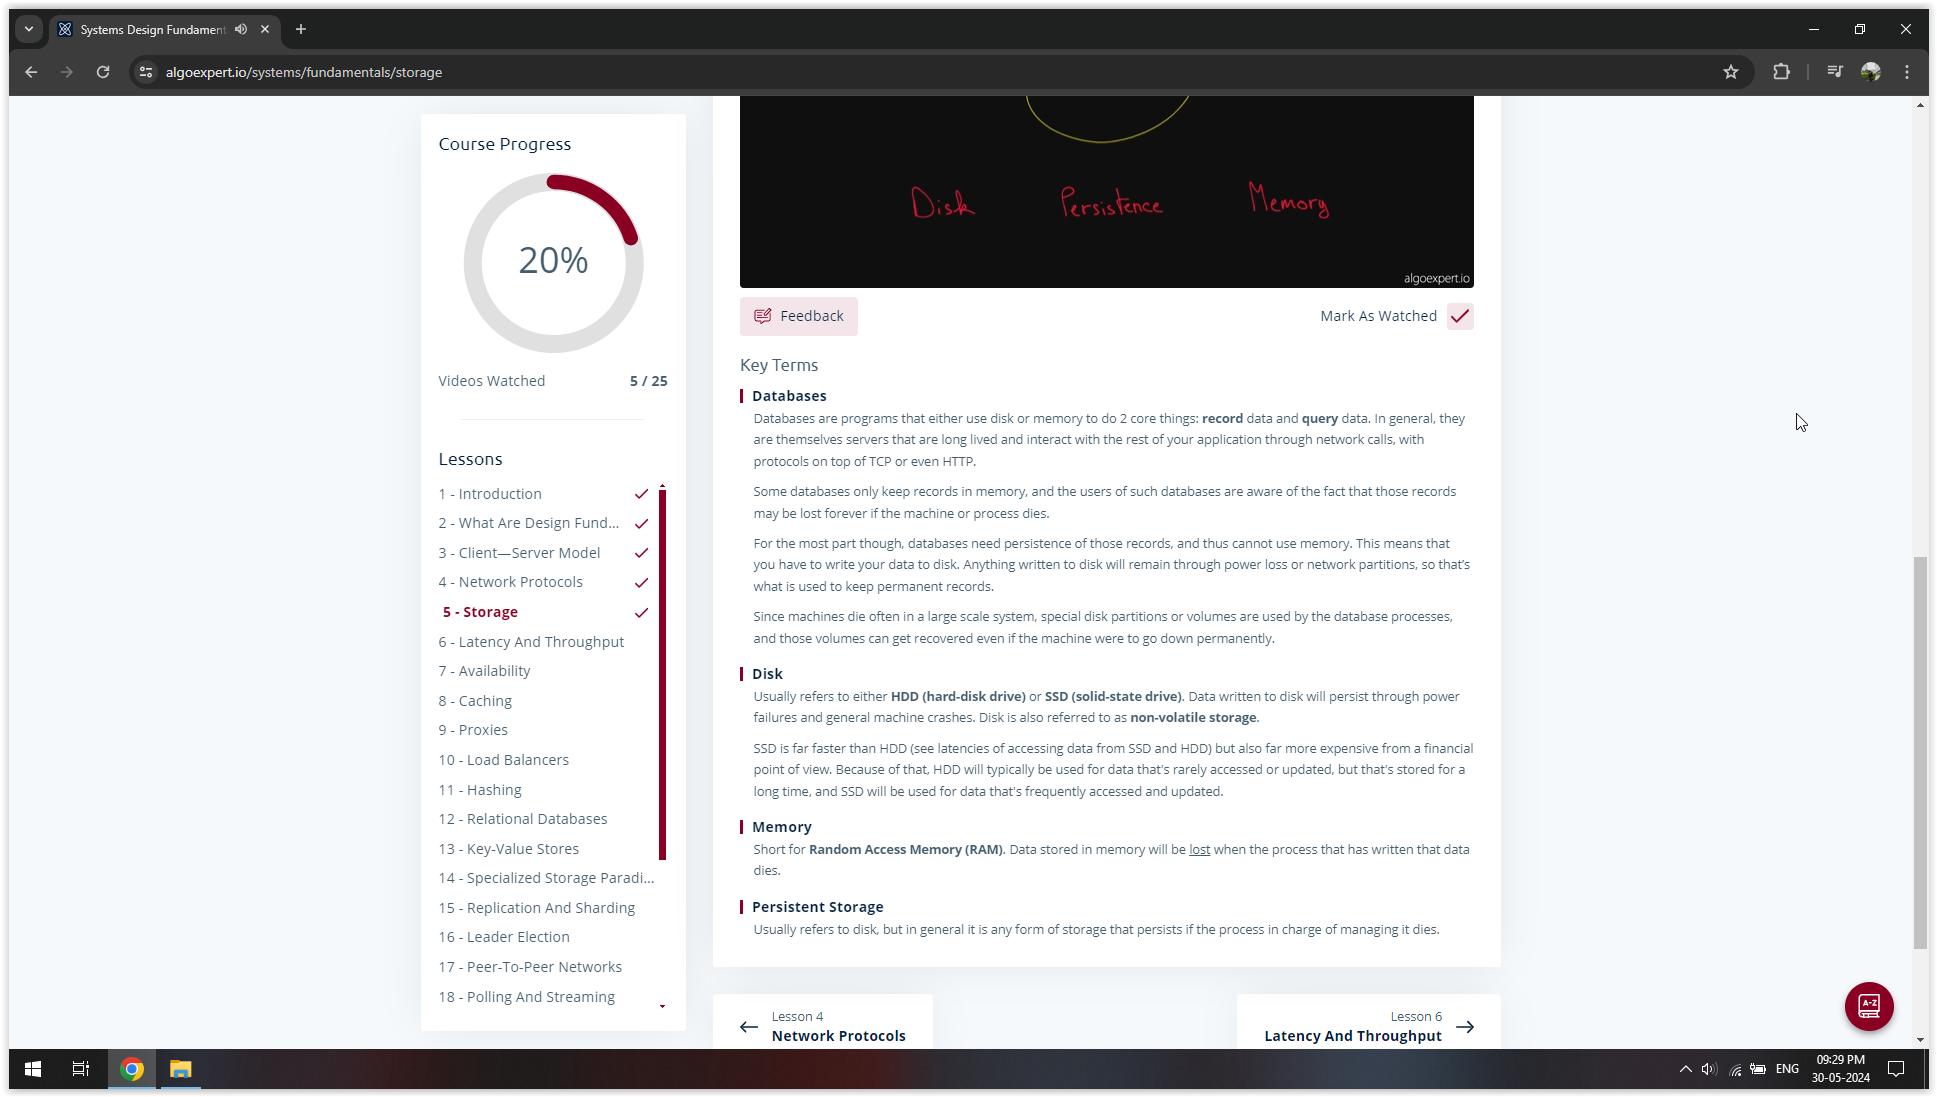 Systems Design Fundament
algoexpert.io/systems/fundamentals/storage
Course Progress
20%
Videos Watched 5 / 25
Lessons
1 - Introduction
2 - What Are Design Fund...
3 - Client—Server Model
4 - Network Protocols
5 - Storage
6 - Latency And Throughput
7 - Availability
8 - Caching
9 - Proxies
10 - Load Balancers
11 - Hashing
12 - Relational Databases
13 - Key-Value Stores
14 - Specialized Storage Paradi...
15 - Replication And Sharding
16 - Leader Election
17 - Peer-To-Peer Networks
18 - Polling And Streaming
Disk Persistence Memory
algoexpert.io
Feedback
Mark As Watched
Key Terms
Databases
Databases are programs that either use disk or memory to do 2 core things: record data and query data. In general, they
are themselves servers that are long lived and interact with the rest of your application through network calls, with
protocols on top of TCP or even HTTP.
Some databases only keep records in memory, and the users of such databases are aware of the fact that those records
may be lost forever if the machine or process dies.
For the most part though, databases need persistence of those records, and thus cannot use memory. This means that
you have to write your data to disk. Anything written to disk will remain through power loss or network partitions, so that's
what is used to keep permanent records.
Since machines die often in a large scale system, special disk partitions or volumes are used by the database processes,
and those volumes can get recovered even if the machine were to go down permanently.
Disk
Usually refers to either HDD (hard-disk drive) or SSD (solid-state drive). Data written to disk will persist through power
failures and general machine crashes. Disk is also referred to as non-volatile storage.
SSD is far faster than HDD (see latencies of accessing data from SSD and HDD) but also far more expensive from a financial
point of view. Because of that, HDD will typically be used for data that's rarely accessed or updated, but that's stored for a
long time, and SSD will be used for data that's frequently accessed and updated.
Memory
Short for Random Access Memory (RAM). Data stored in memory will be lost when the process that has written that data
dies.
Persistent Storage
Usually refers to disk, but in general it is any form of storage that persists if the process in charge of managing it dies.
Lesson 4
Network Protocols
Lesson 6
Latency And Throughput
A-Z
ENG
09:29 PM
30-05-2024